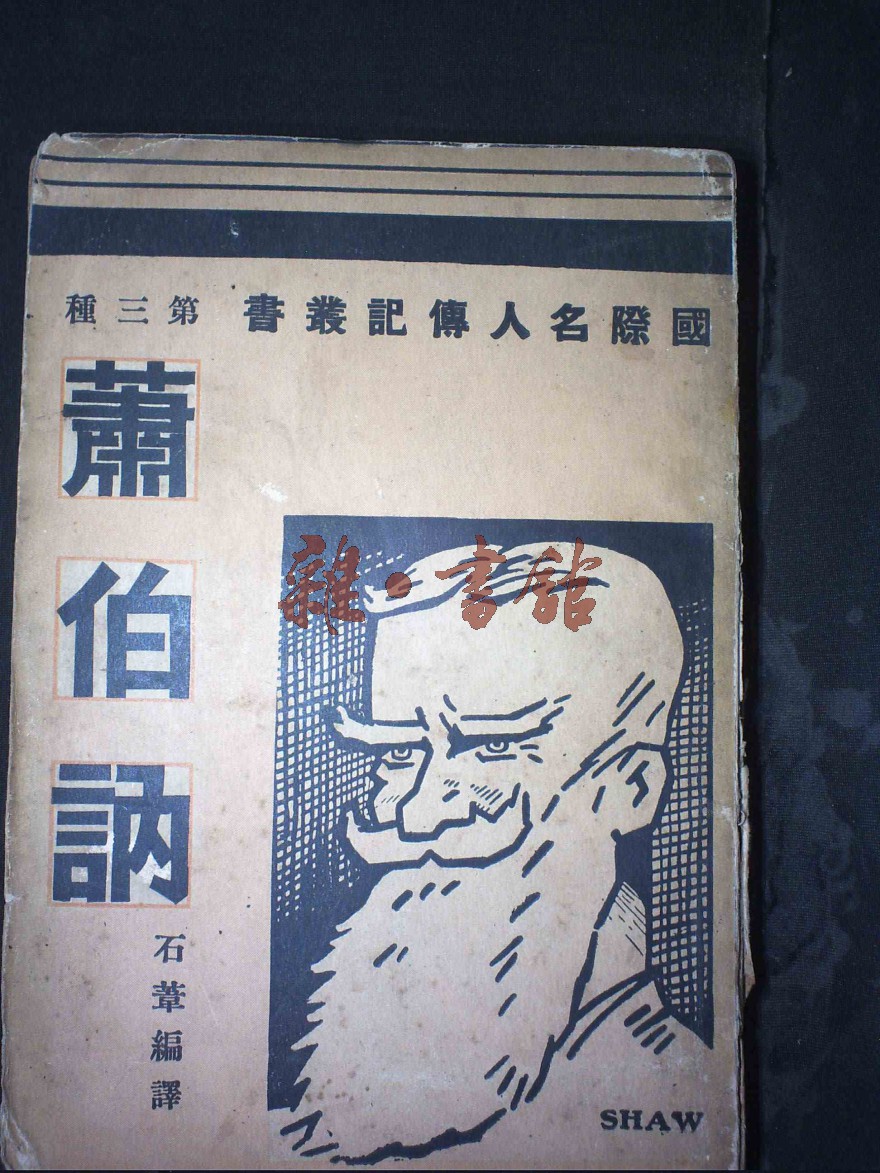 國際名人傳記叢書 第三種
蕭伯訥
石葦編譯
雜·書館
SHAW